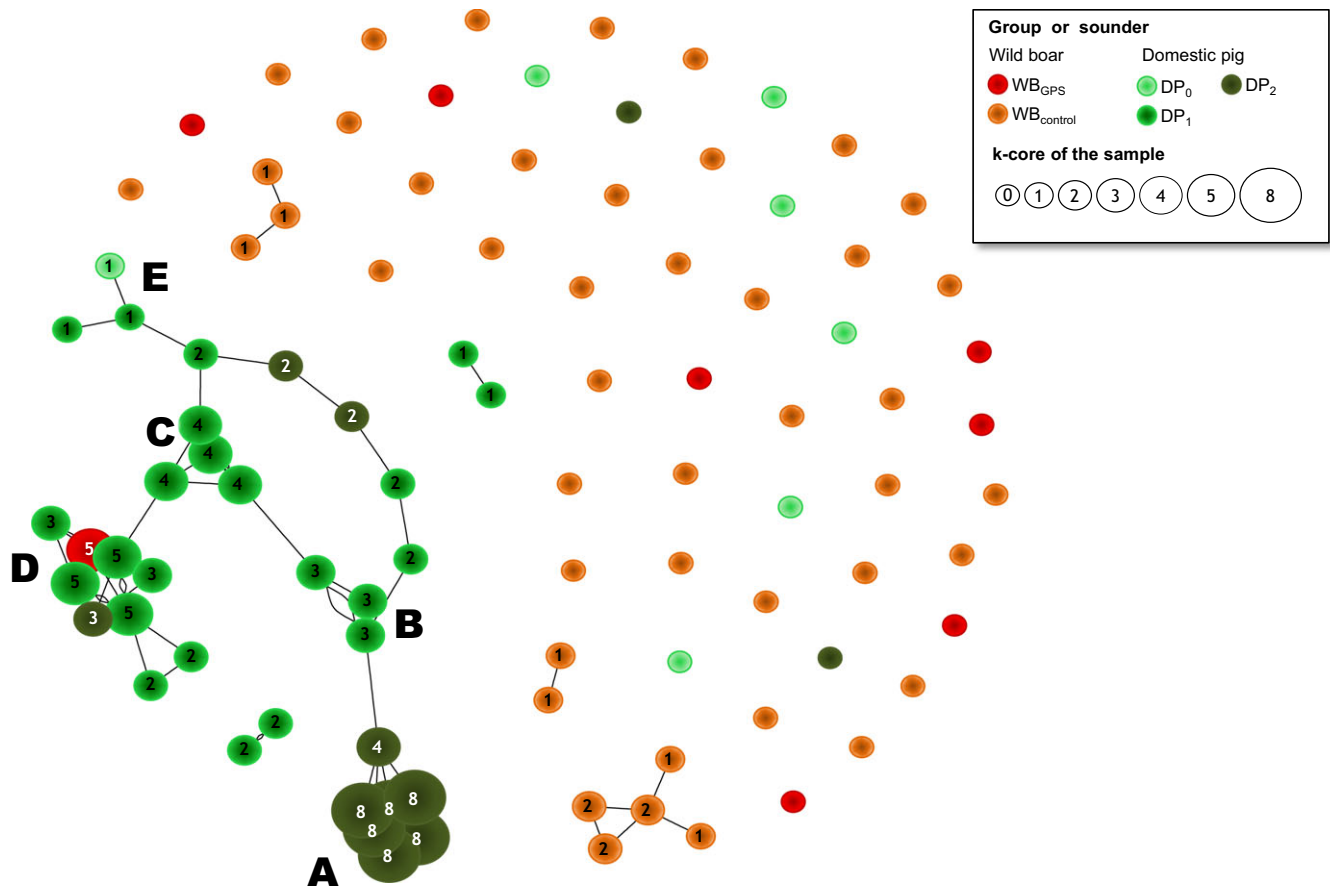 Group or sounder
Wild boar Domestic pig
WBGPS DP0 DP2
WBcontrol DP1
k-core of the sample
0 1 2 3 4 5 8
1
1
1
1 E
1 1
2 2
1
2
1
C 4
4
4 4 2
3 5 5
D 5 3 3 2
3
3 5 3 B
2 1
2
1
2
2 4
1
8 8 8
2 2
8 8 1
8 2
A